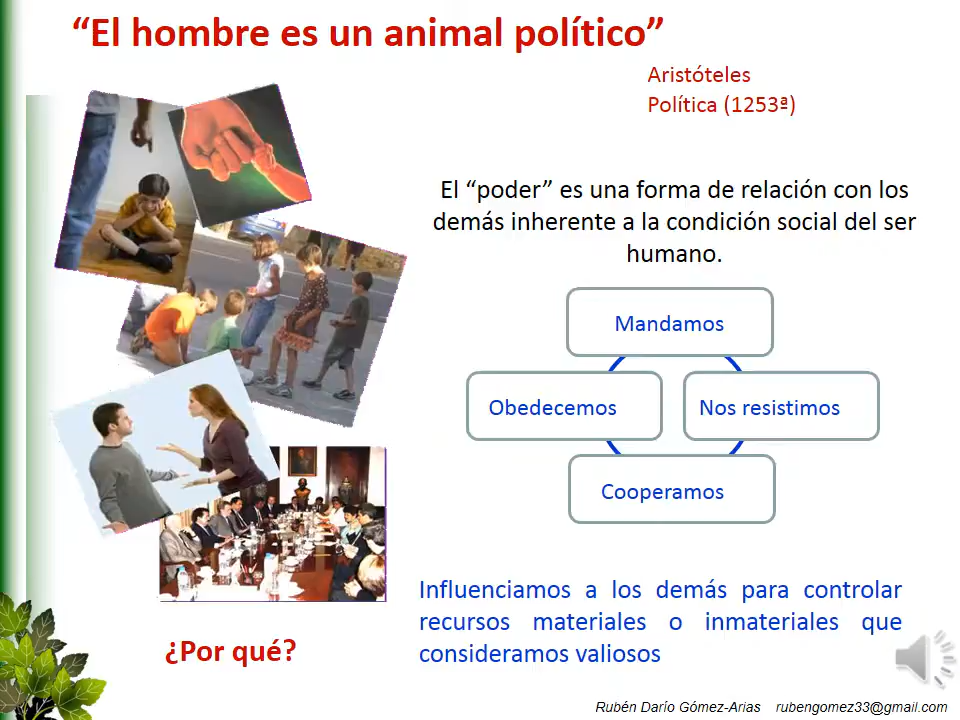 “El hombre es un animal político”
Aristóteles
Política (1253ª)
El “poder” es una forma de relación con los
demás inherente a la condición social del ser
humano.
Mandamos
Obedecemos
Nos resistimos
Cooperamos
Influenciamos a los demás para controlar
recursos materiales o inmateriales que
consideramos valiosos
¿Por qué?
Rubén Darío Gómez-Arias rubengomez33@gmail.com